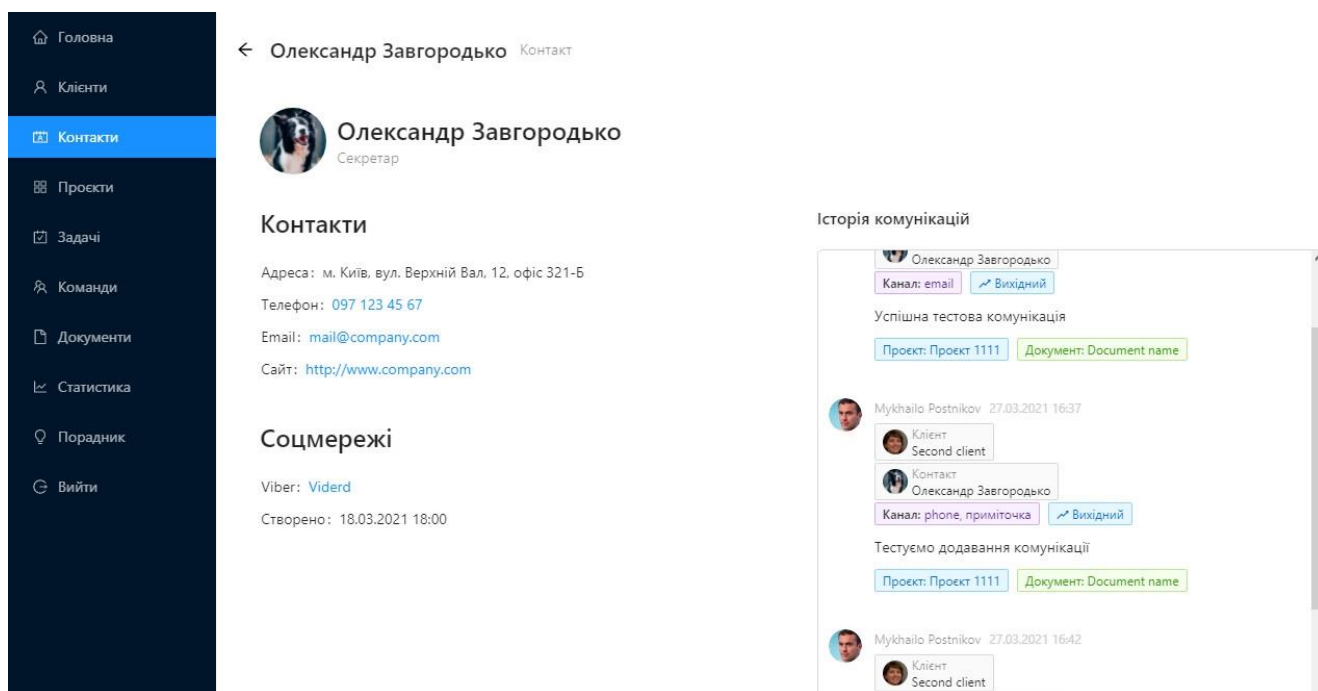 Головна
Клієнти
Контакти
Проєкти
Задачі
Команди
Документи
Статистика
Порадник
Вийти
Олександр Завгородько Контакт
Олександр Завгородько
Секретар
Контакти
Адреса: м. Київ, вул. Верхній Вал, 12, офіс 321-Б
Телефон: 097 123 45 67
Email: mail@company.com
Сайт: http://www.company.com
Соцмережі
Viber: Viderd
Створено: 18.03.2021 18:00
Історія комунікацій
Олександр Завгородько
Канал: email Вихідний
Успішна тестова комунікація
Проєкт: Проєкт 1111 Документ: Document name
Mykhailo Postnikov 27.03.2021 16:37
Клієнт
Second client
Контакт
Олександр Завгородько
Канал: phone, приміточка Вихідний
Тестуємо додавання комунікації
Проєкт: Проєкт 1111 Документ: Document name
Mykhailo Postnikov 27.03.2021 16:42
Клієнт
Second client